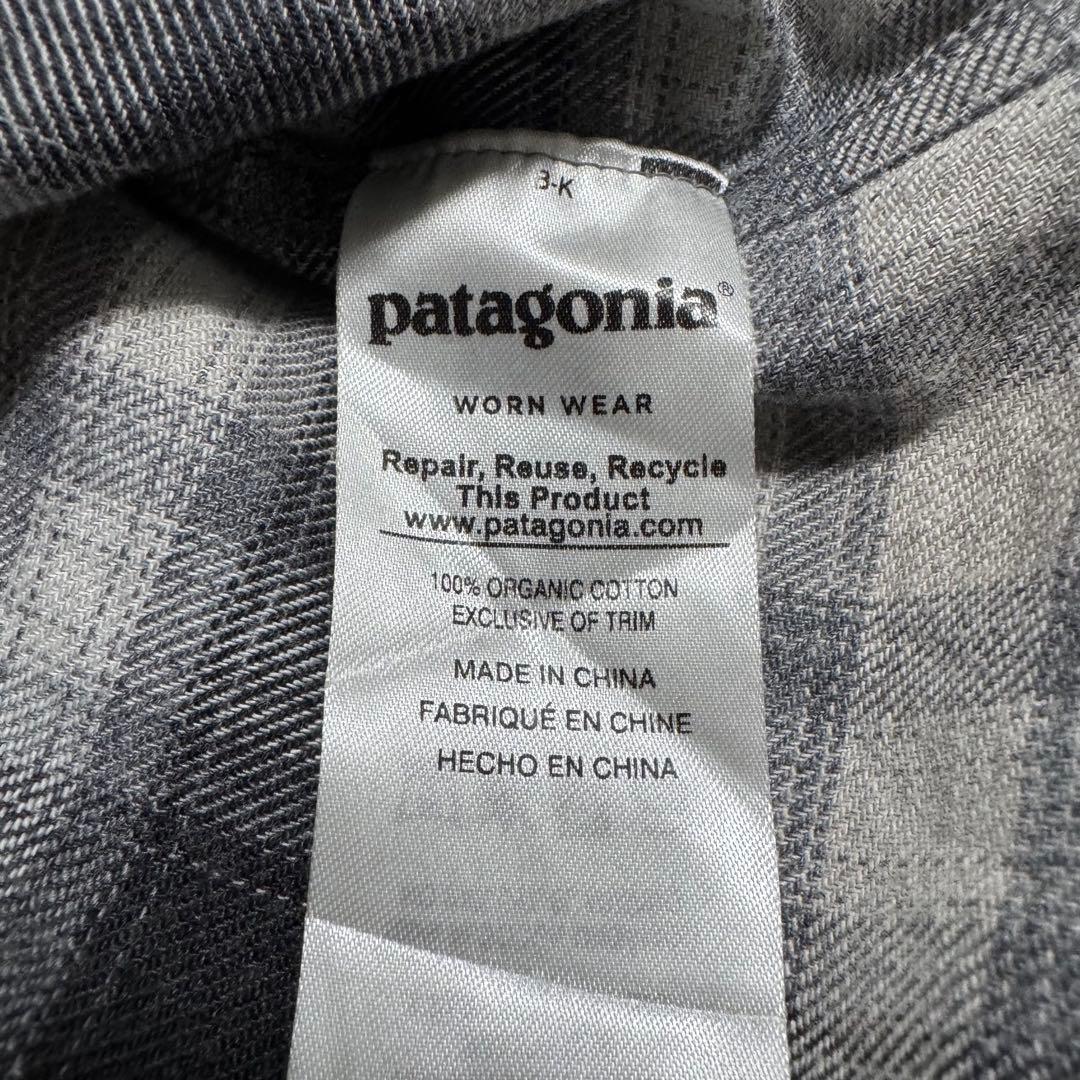 3-K
patagonia®
WORN WEAR
Repair, Reuse, Recycle
This Product
www.patagonia.com
100% ORGANIC COTTON
EXCLUSIVE OF TRIM
MADE IN CHINA
FABRIQUÉ EN CHINE
HECHO EN CHINA